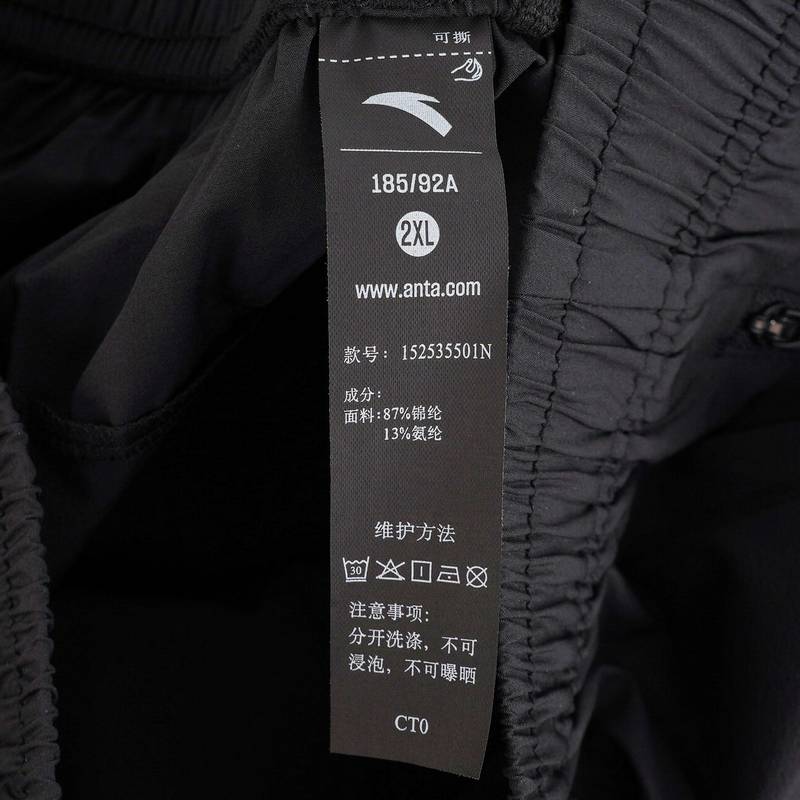 可撕
185/92A
2XL
www.anta.com
款号：152535501N
成分：
面料:87%锦纶
13%氨纶
维护方法
30
注意事项:
分开洗涤，不可
浸泡，不可曝晒
CT0